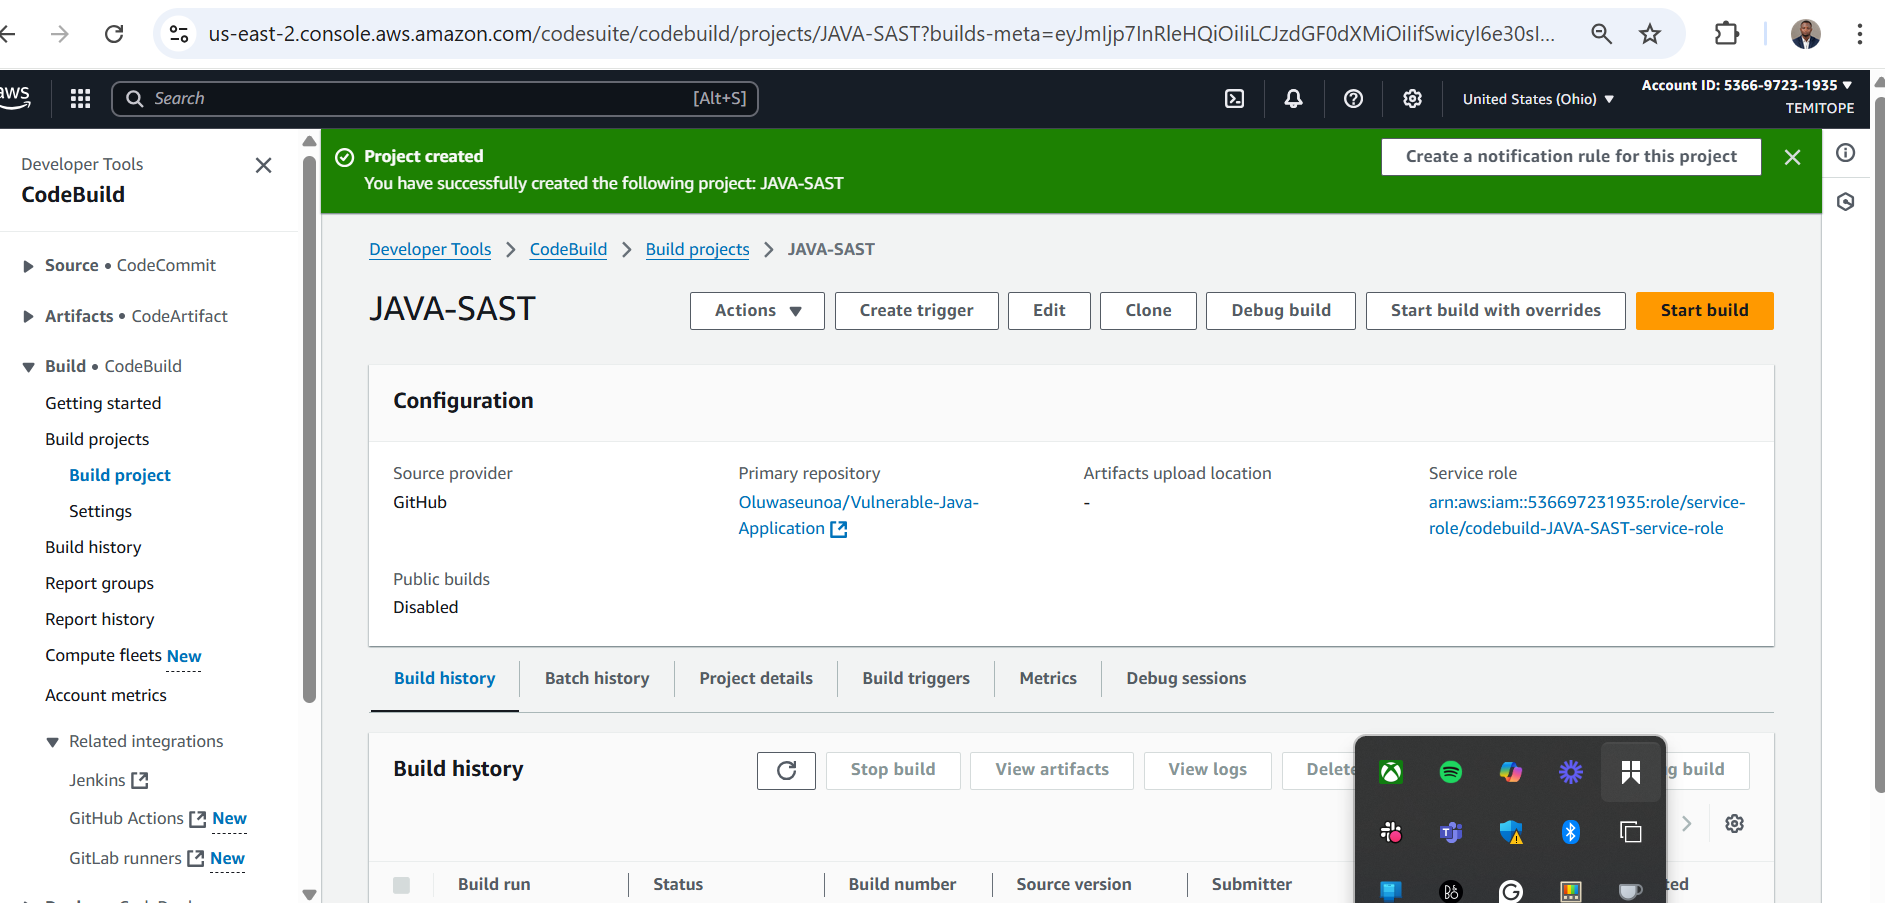 us-east-2.console.aws.amazon.com/codesuite/codebuild/projects/JAVA-SAST?builds-meta=eyJmIjp7InRleHQiOiIiLCJzdGF0dXMiOiIifSwicyI6e30sI...
aws
Search
[Alt+S]
United States (Ohio)
Account ID: 5366-9723-1935
TEMITOPE
Developer Tools
CodeBuild
Source • CodeCommit
Artifacts • CodeArtifact
Build • CodeBuild
Getting started
Build projects
Build project
Settings
Build history
Report groups
Report history
Compute fleets New
Account metrics
Related integrations
Jenkins
GitHub Actions New
GitLab runners New
Project created
You have successfully created the following project: JAVA-SAST
Create a notification rule for this project
Developer Tools
CodeBuild
Build projects
JAVA-SAST
JAVA-SAST
Actions
Create trigger
Edit
Clone
Debug build
Start build with overrides
Start build
Configuration
Source provider
GitHub
Primary repository
Oluwaseunoa/Vulnerable-Java-
Application
Artifacts upload location
-
Service role
arn:aws:iam::536697231935:role/service-
role/codebuild-JAVA-SAST-service-role
Public builds
Disabled
Build history
Batch history
Project details
Build triggers
Metrics
Debug sessions
Build history
Stop build
View artifacts
View logs
Delete
g build
Build run
Status
Build number
Source version
Submitter
ted